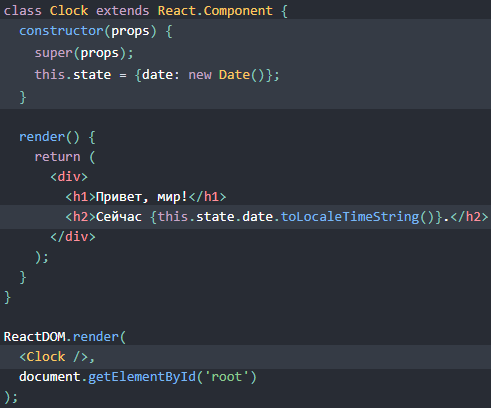 class Clock extends React.Component {
  constructor(props) {
    super(props);
    this.state = {date: new Date()};
  }

  render() {
    return (
      <div>
        <h1>Привет, мир!</h1>
        <h2>Сейчас {this.state.date.toLocaleTimeString()}.</h2>
      </div>
    );
  }
}

ReactDOM.render(
  <Clock />,
  document.getElementById('root')
);